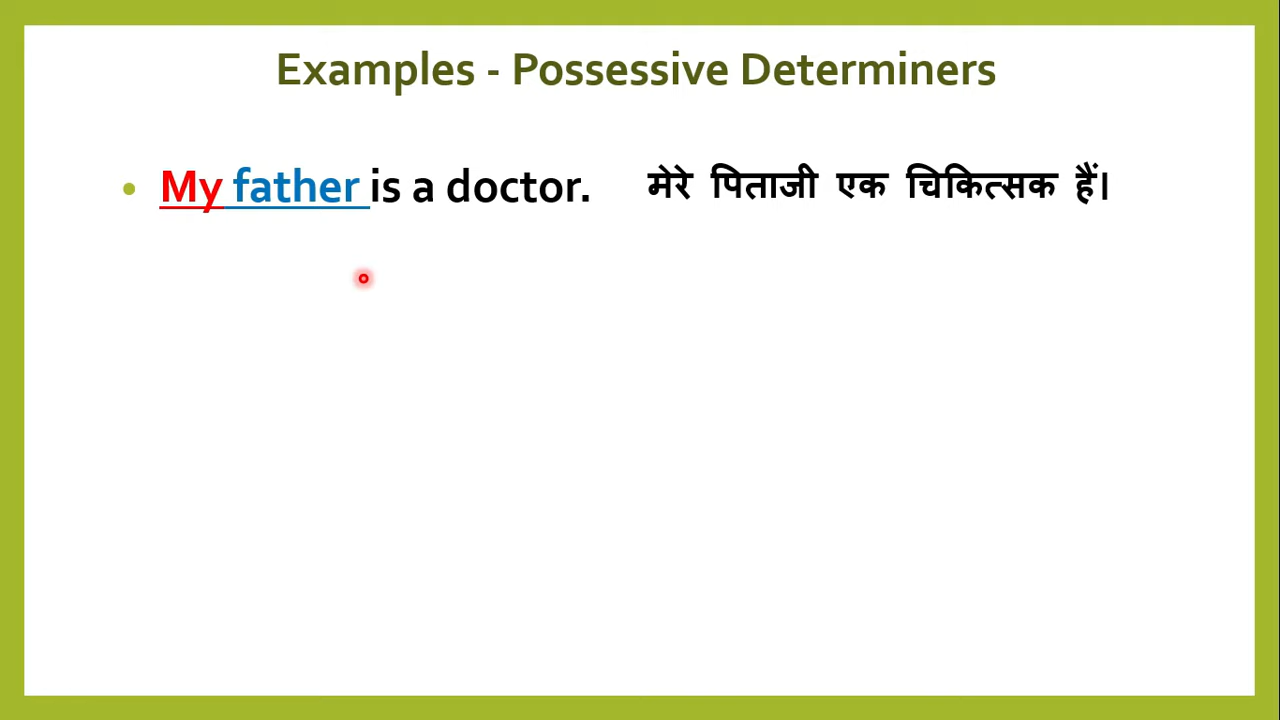 Examples - Possessive Determiners
• My father is a doctor. मेरे पिताजी एक चिकित्सक हैं।